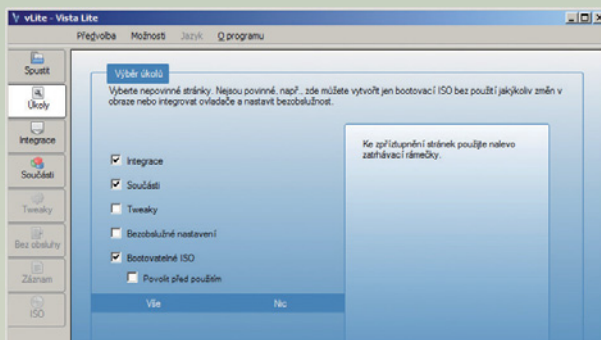 vLite - Vista Lite
Předvolba Možnosti Jazyk O programu
Spustit
Úkoly
Integrace
Součásti
Tweaky
Bez obsluhy
Záznam
ISO
Výběr úkolů
Vyberte nepovinné stránky. Nejsou povinné, např., zde můžete vytvořit jen bootovací ISO bez použití jakýkoliv změn v
obraze nebo integrovat ovladače a nastavit bezobslužnost.
Integrace
Součásti
Tweaky
Bezobslužné nastavení
Bootovatelné ISO
Povolit před použitím
Vše Nic
Ke zpřístupnění stránek použijte nalevo
zatrhávací rámečky.